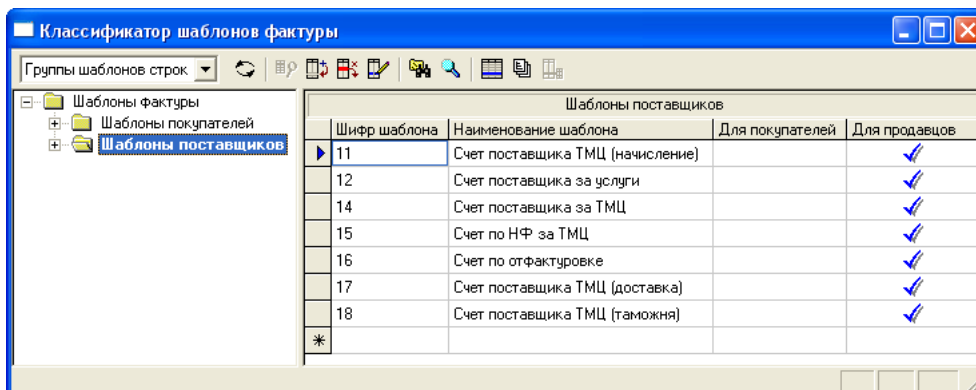 Классификатор шаблонов фактуры
Группы шаблонов строк
Шаблоны фактуры
Шаблоны покупателей
Шаблоны поставщиков
Шаблоны поставщиков
Шифр шаблона Наименование шаблона Для покупателей Для продавцов
11 Счет поставщика ТМЦ (начисление)
12 Счет поставщика за услуги
14 Счет поставщика за ТМЦ
15 Счет по НФ за ТМЦ
16 Счет по отфактуровке
17 Счет поставщика ТМЦ (доставка)
18 Счет поставщика ТМЦ (таможня)